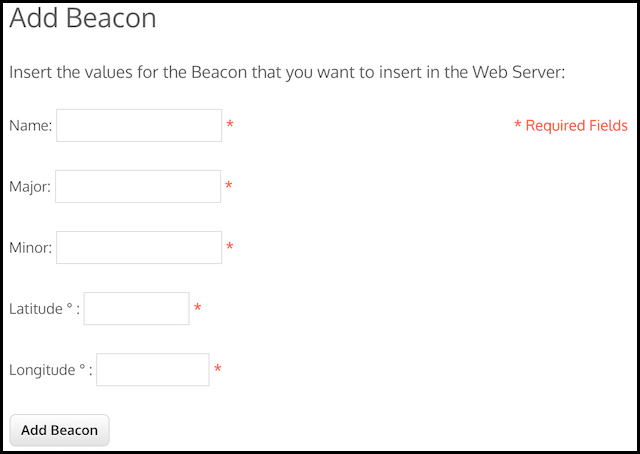 Add Beacon
Insert the values for the Beacon that you want to insert in the Web Server:
Name: * * Required Fields
Major: *
Minor: *
Latitude ° : *
Longitude ° : *
Add Beacon